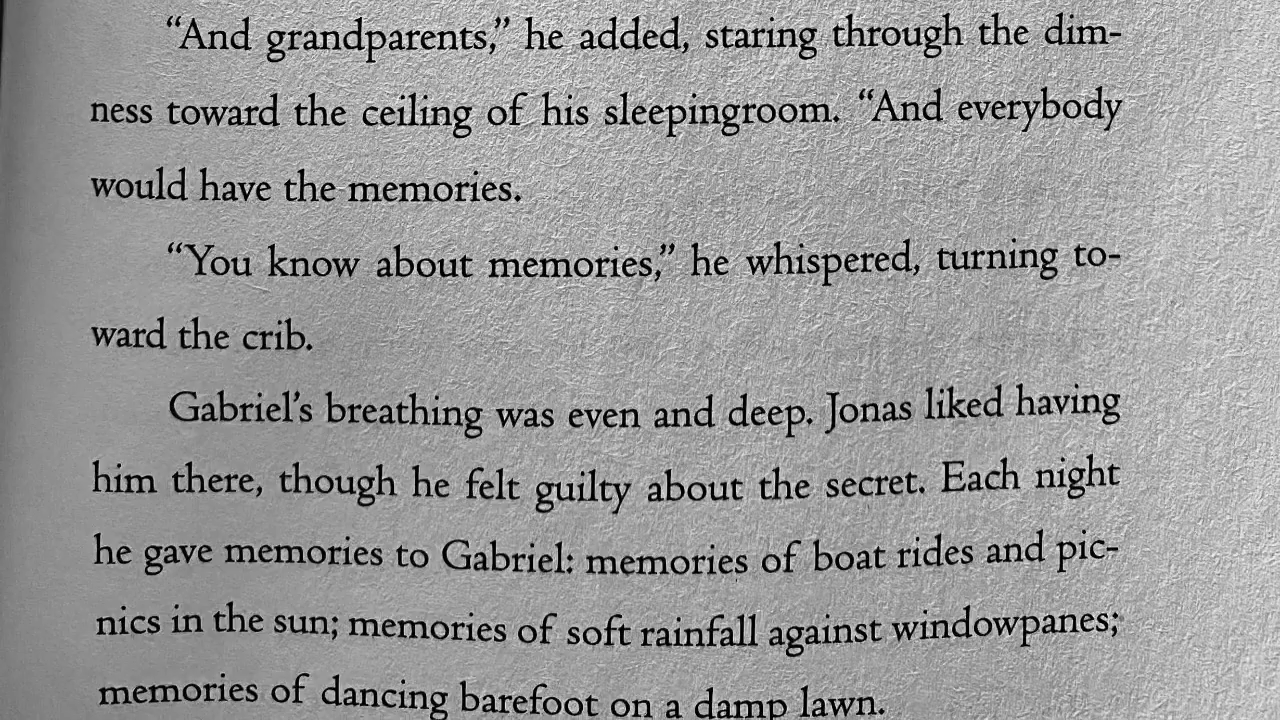 “And grandparents,” he added, staring through the dim-
ness toward the ceiling of his sleepingroom. “And everybody
would have the memories.
“You know about memories,” he whispered, turning to-
ward the crib.
Gabriel’s breathing was even and deep. Jonas liked having
him there, though he felt guilty about the secret. Each night
he gave memories to Gabriel: memories of boat rides and pic-
nics in the sun; memories of soft rainfall against windowpanes;
memories of dancing barefoot on a damp lawn.